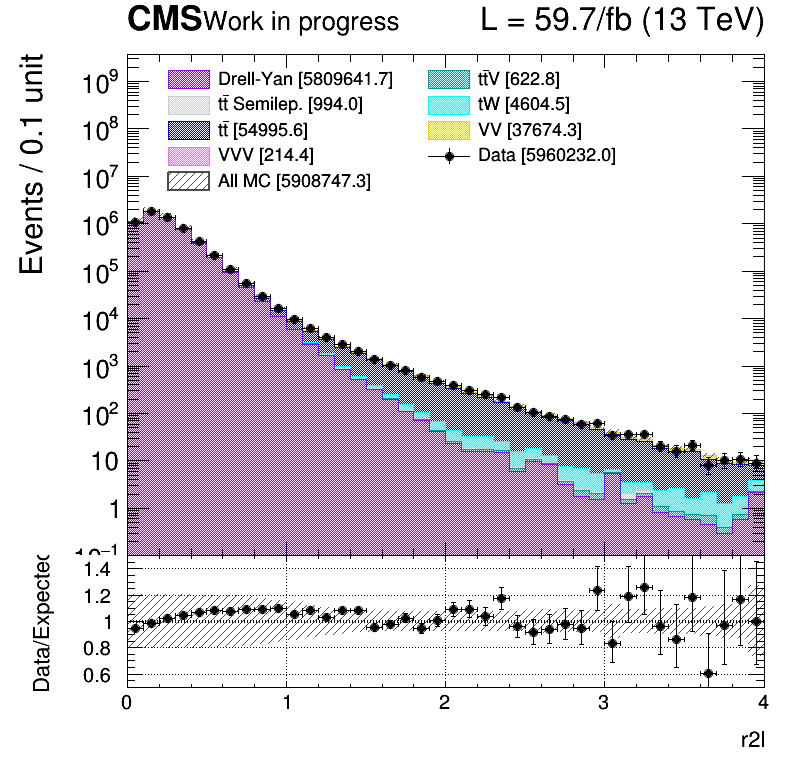 CMS Work in progress L = 59.7/fb (13 TeV)
Events / 0.1 unit
10⁹
10⁸
10⁷
10⁶
10⁵
10⁴
10³
10²
10
1
10⁻¹
Drell-Yan [5809641.7]
tt̄ Semilep. [994.0]
tt̄ [54995.6]
VVV [214.4]
All MC [5908747.3]
tt̄V [622.8]
tW [4604.5]
VV [37674.3]
Data [5960232.0]
Data/Expected
1.4
1.2
1
0.8
0.6
0 1 2 3 4
r2l